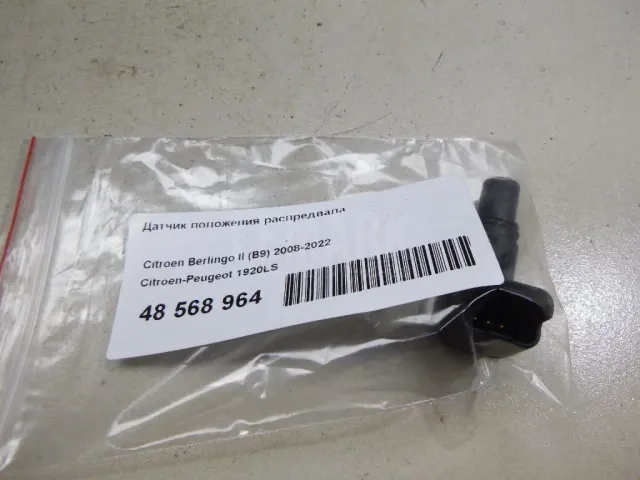 Датчик положения распредвала
Citroen Berlingo II (B9) 2008-2022
Citroen-Peugeot 1920LS
48 568 964